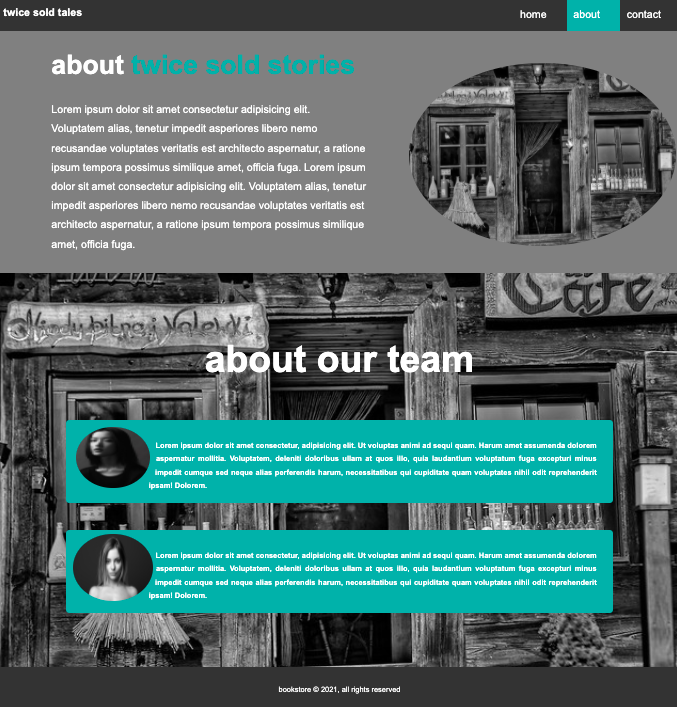 twice sold tales
home about contact
about twice sold stories
Lorem ipsum dolor sit amet consectetur adipisicing elit.
Voluptatem alias, tenetur impedit asperiores libero nemo
recusandae voluptates veritatis est architecto aspernatur, a ratione
ipsum tempora possimus similique amet, officia fuga. Lorem ipsum
dolor sit amet consectetur adipisicing elit. Voluptatem alias, tenetur
impedit asperiores libero nemo recusandae voluptates veritatis est
architecto aspernatur, a ratione ipsum tempora possimus similique
amet, officia fuga.
Cafe
about our team
Lorem ipsum dolor sit amet consectetur, adipisicing elit. Ut voluptas animi ad sequi quam. Harum amet assumenda dolorem
aspernatur mollitia. Voluptatem, deleniti doloribus ullam at quos illo, quia laudantium voluptatum fuga excepturi minus
impedit cumque sed neque alias perferendis harum, necessitatibus qui cupiditate quam voluptates nihil odit reprehenderit
ipsam! Dolorem.
Lorem ipsum dolor sit amet consectetur, adipisicing elit. Ut voluptas animi ad sequi quam. Harum amet assumenda dolorem
aspernatur mollitia. Voluptatem, deleniti doloribus ullam at quos illo, quia laudantium voluptatum fuga excepturi minus
impedit cumque sed neque alias perferendis harum, necessitatibus qui cupiditate quam voluptates nihil odit reprehenderit
ipsam! Dolorem.
bookstore © 2021, all rights reserved